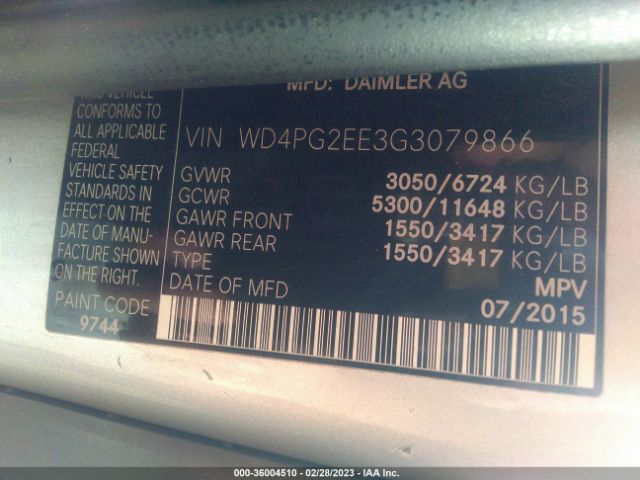 THIS VEHICLE
CONFORMS TO
ALL APPLICABLE
FEDERAL
VEHICLE SAFETY
STANDARDS IN
EFFECT ON THE
DATE OF MANU-
FACTURE SHOWN
ON THE RIGHT.
PAINT CODE
9744
MFD: DAIMLER AG
VIN WD4PG2EE3G3079866
GVWR 3050/6724 KG/LB
GCWR 5300/11648 KG/LB
GAWR FRONT 1550/3417 KG/LB
GAWR REAR 1550/3417 KG/LB
TYPE MPV
DATE OF MFD 07/2015
000-36004510 - 02/28/2023 - IAA Inc.